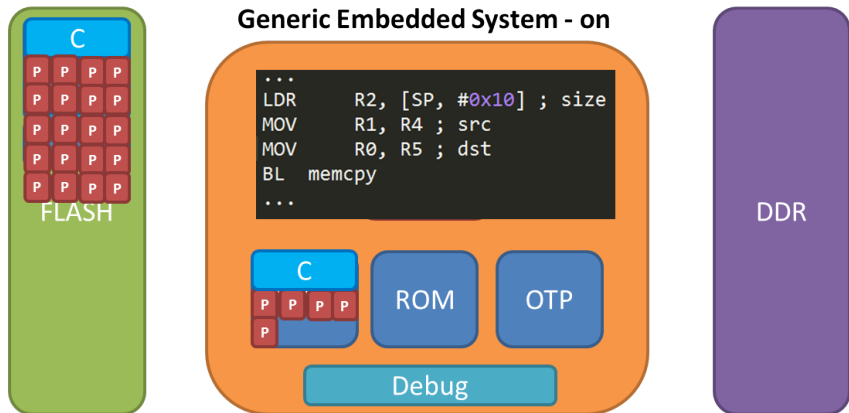 Generic Embedded System - on
C
P P P P
P P P P
P P P P
P P P P
P P P P
FLASH
...
LDR R2, [SP, #0x10] ; size
MOV R1, R4 ; src
MOV R0, R5 ; dst
BL memcpy
...
C
P P P P
P
ROM
OTP
Debug
DDR